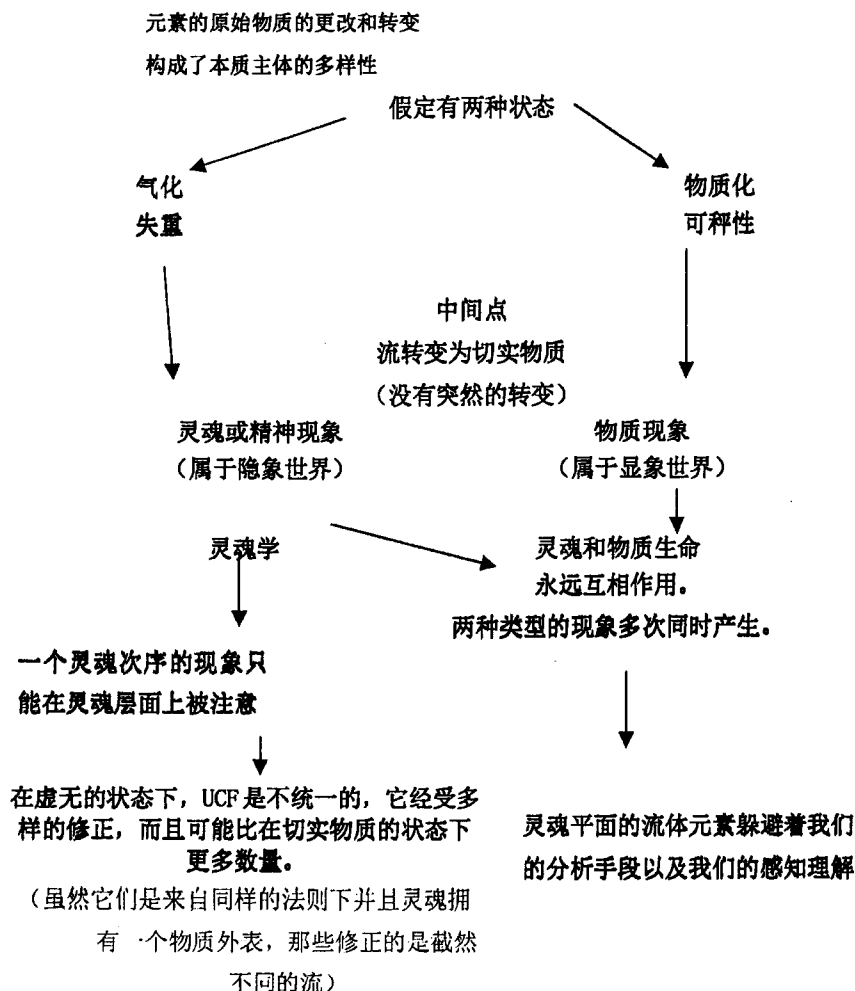 元素的原始物质的更改和转变
构成了本质主体的多样性
假定有两种状态
气化
失重
物质化
可秤性
中间点
流转变为切实物质
（没有突然的转变）
灵魂或精神现象
（属于隐象世界）
物质现象
（属于显象世界）
灵魂学
灵魂和物质生命
永远互相作用。
两种类型的现象多次同时产生。
一个灵魂次序的现象只
能在灵魂层面上被注意
在虚无的状态下，UCF是不统一的，它经受多
样的修正，而且可能比在切实物质的状态下
更多数量。
（虽然它们是来自同样的法则下并且灵魂拥
有一个物质外表，那些修正的是截然
不同的流）
灵魂平面的流体元素躲避着我们
的分析手段以及我们的感知理解